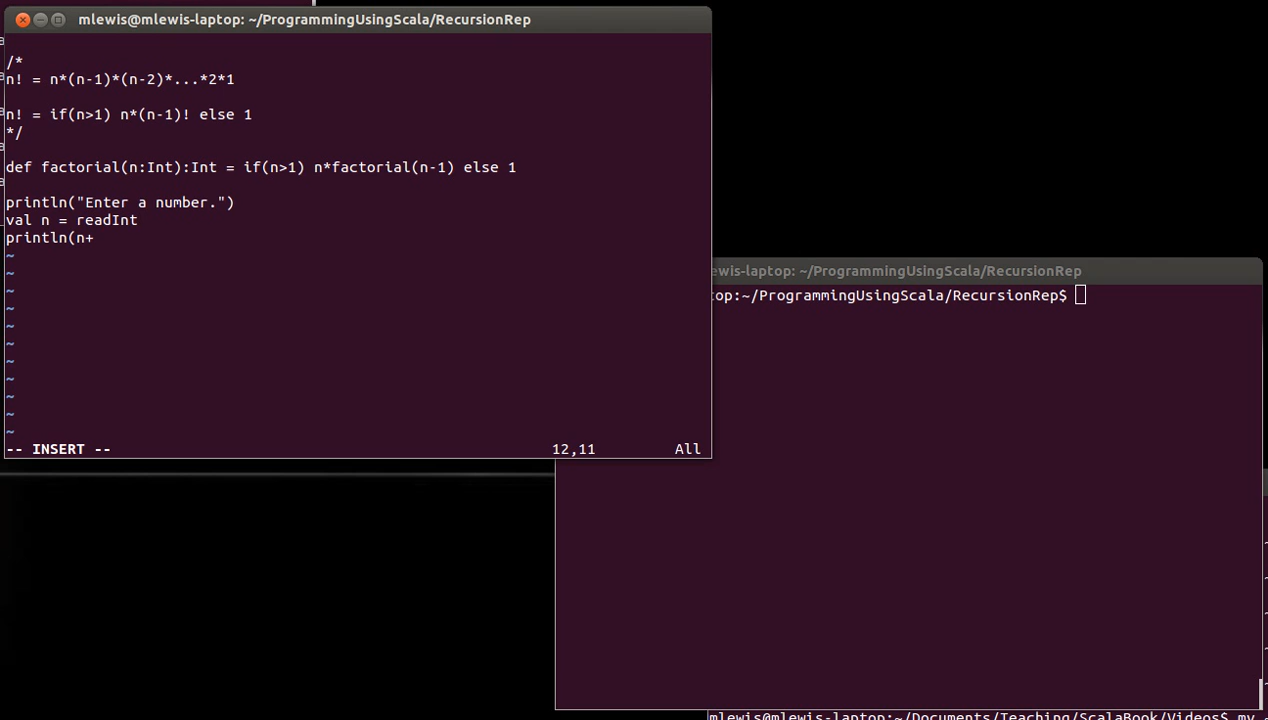 mlewis@mlewis-laptop: ~/ProgrammingUsingScala/RecursionRep
/*
n! = n*(n-1)*(n-2)*...*2*1
n! = if(n>1) n*(n-1)! else 1
*/
def factorial(n:Int):Int = if(n>1) n*factorial(n-1) else 1
println("Enter a number.")
val n = readInt
println(n+
~
~
~
~
~
~
~
~
~
~
~
-- INSERT -- 12,11 All
ewis-laptop: ~/ProgrammingUsingScala/RecursionRep
top:~/ProgrammingUsingScala/RecursionRep$
mlewis@mlewis-laptop:~/Documents/Teaching/ScalaBook/Videos$ mv